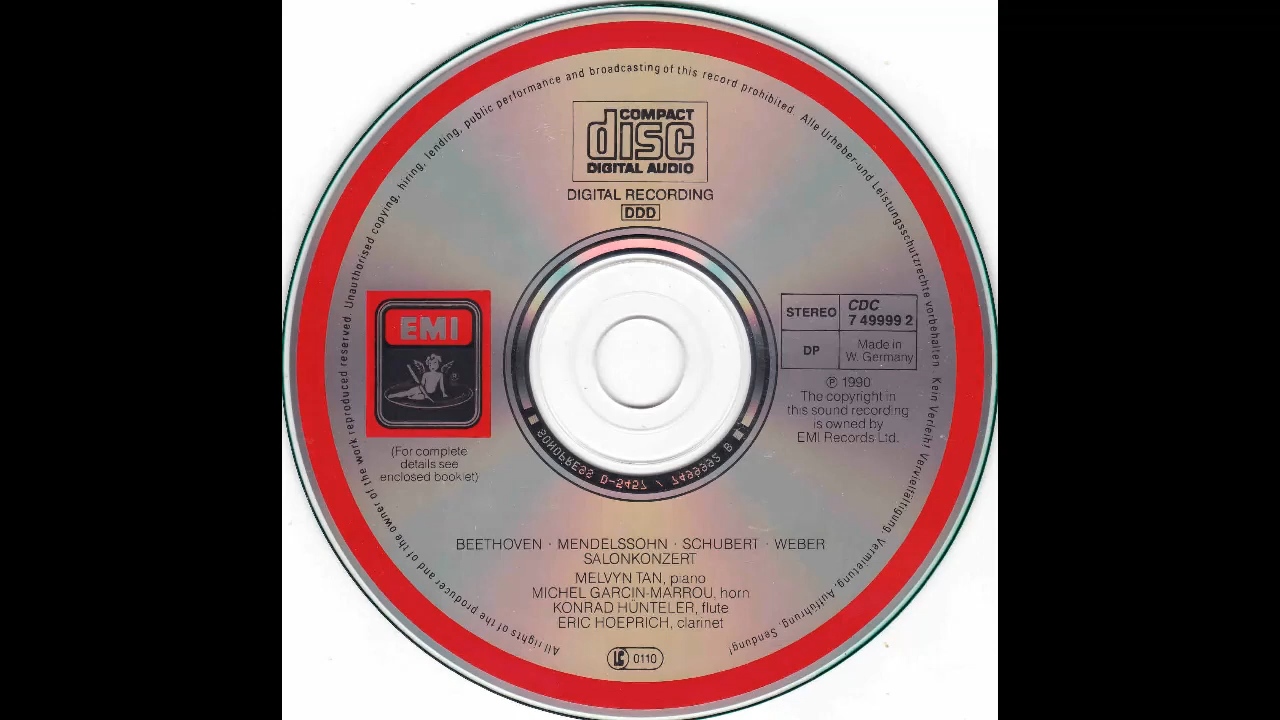 All rights of the producer and of the owner of the work reproduced reserved. Unauthorised copying, hiring, lending, public performance and broadcasting of this record prohibited. Alle Urheber-und Leistungsschutzrechte vorbehalten. Kein Verleih! Vervielfältigung, Vermietung, Aufführung, Sendung!
COMPACT
disc
DIGITAL AUDIO
DIGITAL RECORDING
DDD
EMI
(For complete
details see
enclosed booklet)
STEREO
CDC
7 49999 2
DP
Made in
W. Germany
℗ 1990
The copyright in
this sound recording
is owned by
EMI Records Ltd.
SONOPRESS D-5457 / 7499992 B
BEETHOVEN · MENDELSSOHN · SCHUBERT · WEBER
SALONKONZERT
MELVYN TAN, piano
MICHEL GARCIN-MARROU, horn
KONRAD HÜNTELER, flute
ERIC HOEPRICH, clarinet
LC 0110